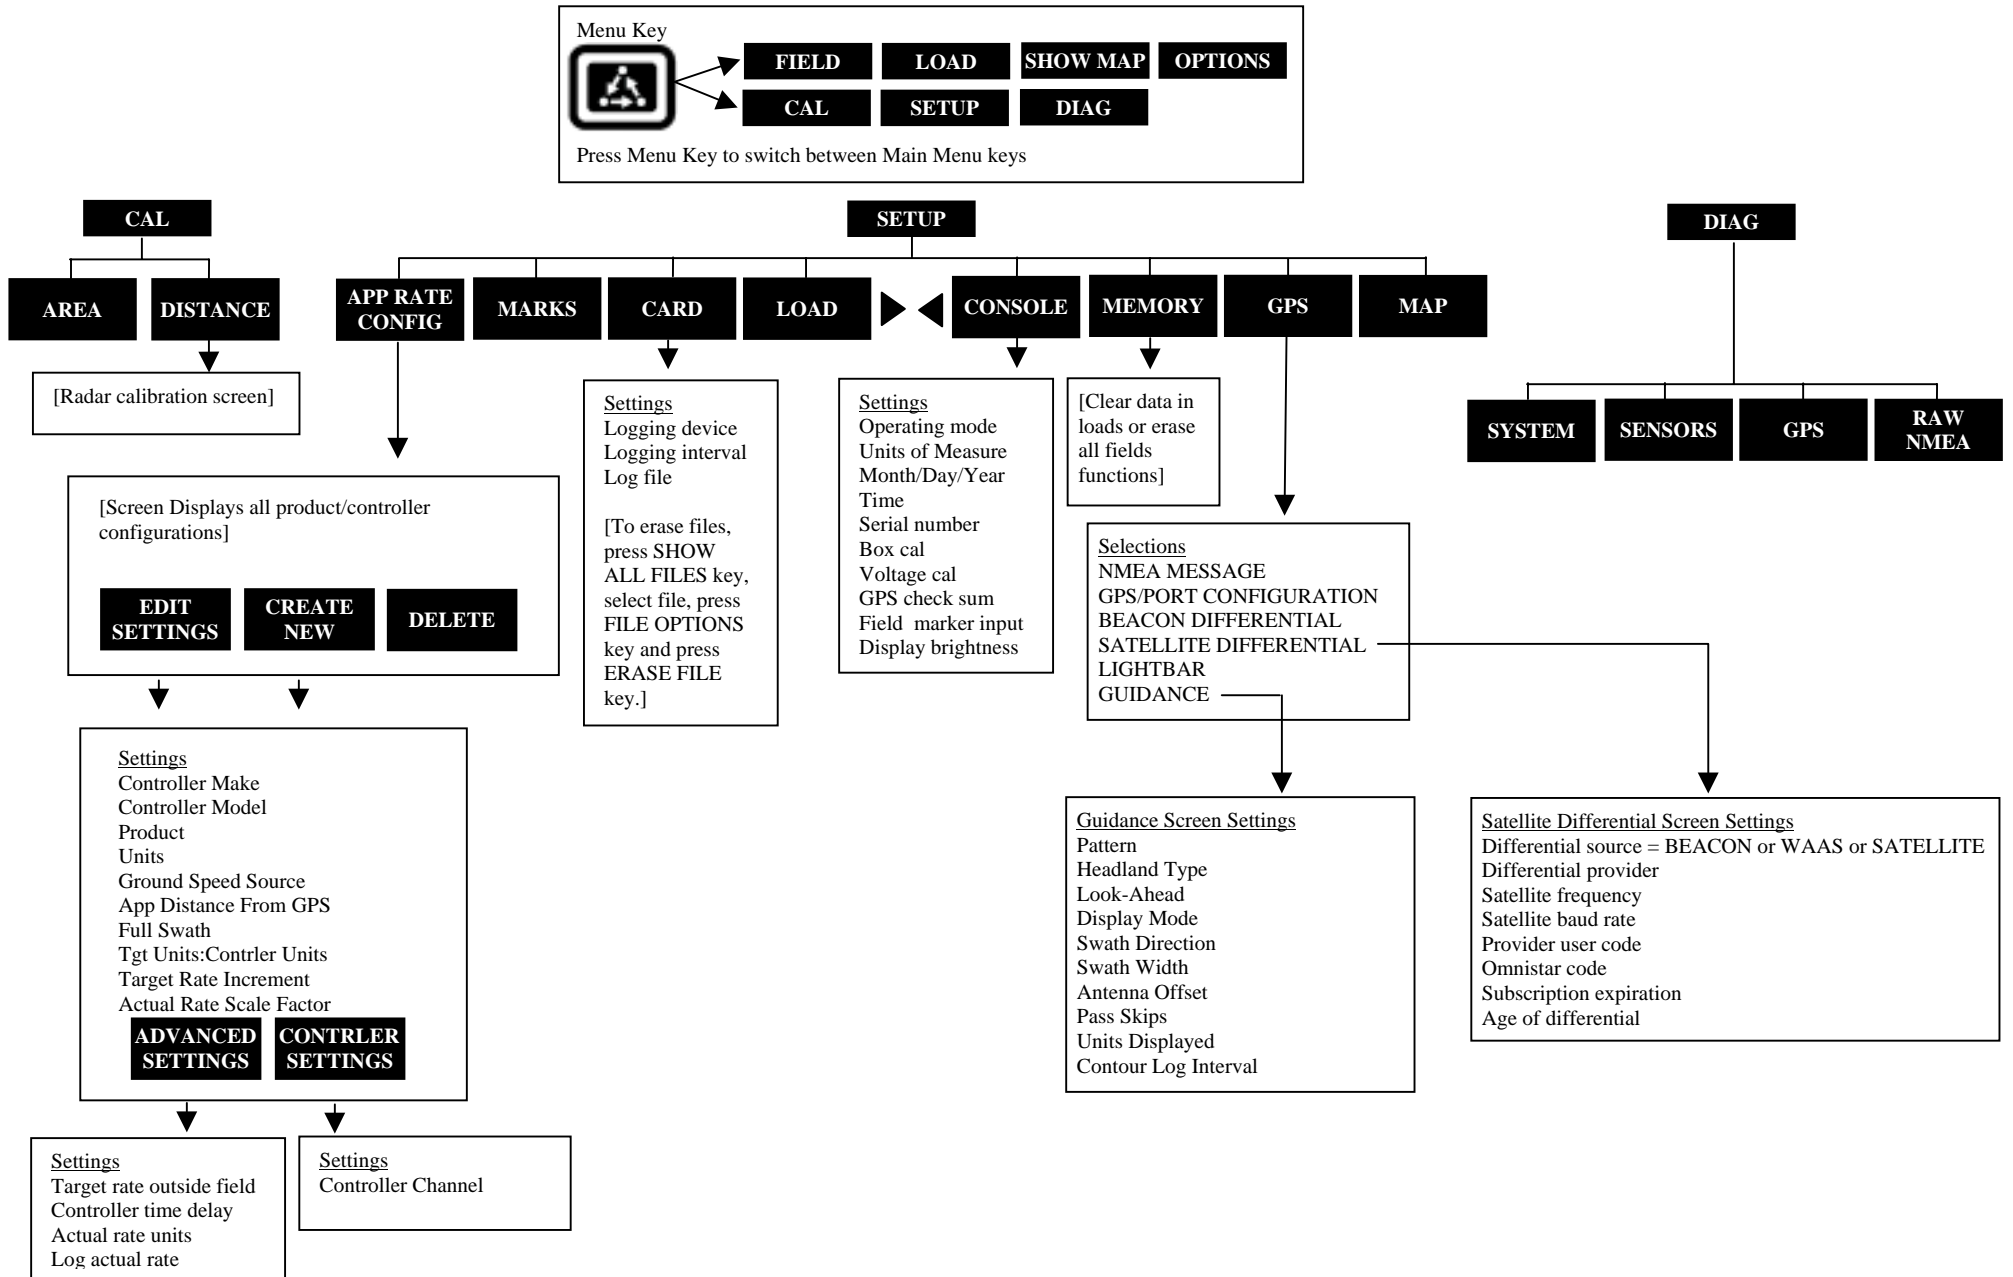 Menu Key
FIELD LOAD SHOW MAP OPTIONS
CAL SETUP DIAG
Press Menu Key to switch between Main Menu keys
CAL
SETUP
DIAG
AREA
DISTANCE
APP RATE
CONFIG
MARKS
CARD
LOAD
CONSOLE
MEMORY
GPS
MAP
SYSTEM
SENSORS
GPS
RAW
NMEA
[Radar calibration screen]
[Screen Displays all product/controller
configurations]
EDIT
SETTINGS
CREATE
NEW
DELETE
Settings
Controller Make
Controller Model
Product
Units
Ground Speed Source
App Distance From GPS
Full Swath
Tgt Units:Contrler Units
Target Rate Increment
Actual Rate Scale Factor
ADVANCED
SETTINGS
CONTRLER
SETTINGS
Settings
Target rate outside field
Controller time delay
Actual rate units
Log actual rate
Settings
Controller Channel
Settings
Logging device
Logging interval
Log file
[To erase files,
press SHOW
ALL FILES key,
select file, press
FILE OPTIONS
key and press
ERASE FILE
key.]
Settings
Operating mode
Units of Measure
Month/Day/Year
Time
Serial number
Box cal
Voltage cal
GPS check sum
Field marker input
Display brightness
[Clear data in
loads or erase
all fields
functions]
Selections
NMEA MESSAGE
GPS/PORT CONFIGURATION
BEACON DIFFERENTIAL
SATELLITE DIFFERENTIAL
LIGHTBAR
GUIDANCE
Guidance Screen Settings
Pattern
Headland Type
Look-Ahead
Display Mode
Swath Direction
Swath Width
Antenna Offset
Pass Skips
Units Displayed
Contour Log Interval
Satellite Differential Screen Settings
Differential source = BEACON or WAAS or SATELLITE
Differential provider
Satellite frequency
Satellite baud rate
Provider user code
Omnistar code
Subscription expiration
Age of differential